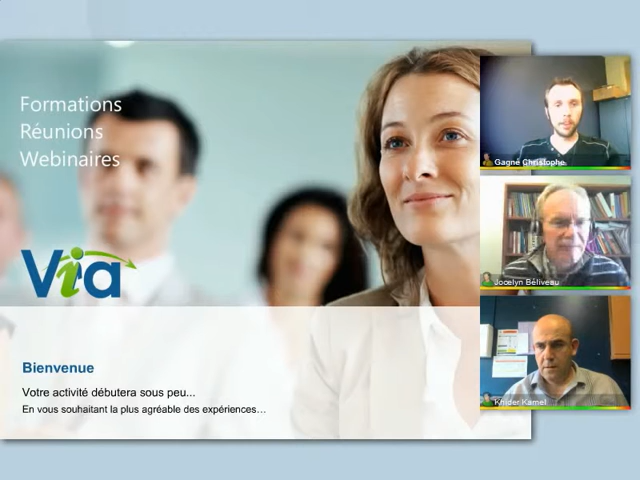 Formations
Réunions
Webinaires
Via
Bienvenue
Votre activité débutera sous peu...
En vous souhaitant la plus agréable des expériences...
Gagné Christophe
Jocelyn Béliveau
Khider Kamel